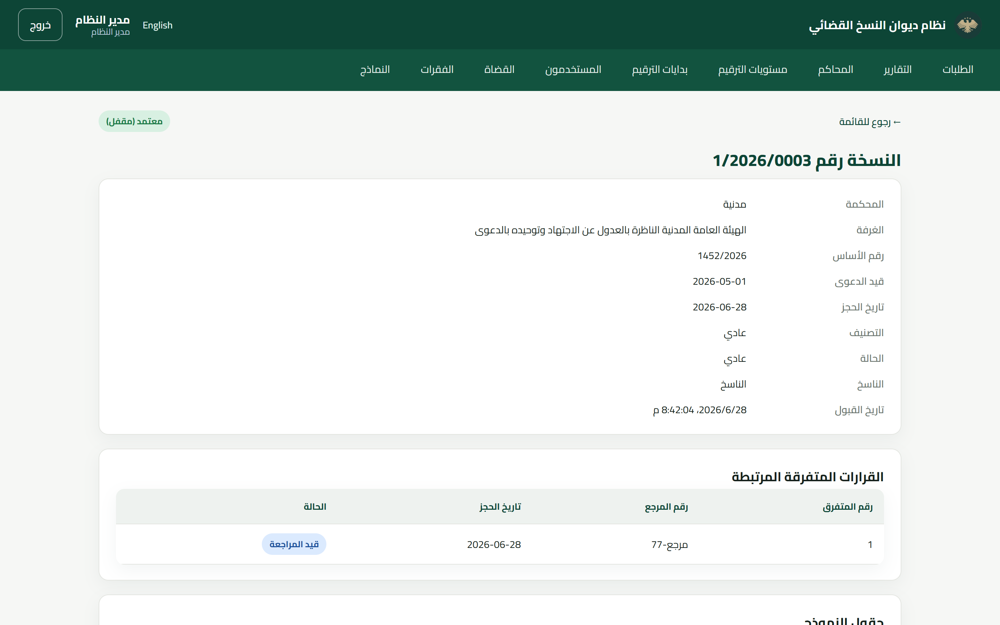 نظام ديوان النسخ القضائي
English
مدير النظام
مدير النظام
خروج
الطلبات
التقارير
المحاكم
مستويات الترقيم
بدايات الترقيم
المستخدمون
القضاة
الفقرات
النماذج
← رجوع للقائمة
معتمد (مقفل)
النسخة رقم 1/2026/0003
المحكمة مدنية
الغرفة الهيئة العامة المدنية الناظرة بالعدول عن الاجتهاد وتوحيده بالدعوى
رقم الأساس 1452/2026
قيد الدعوى 2026-05-01
تاريخ الحجز 2026-06-28
التصنيف عادي
الحالة عادي
الناسخ الناسخ
تاريخ القبول 2026/6/28، 8:42:04 م
القرارات المتفرقة المرتبطة
رقم المتفرق رقم المرجع تاريخ الحجز الحالة
1 مرجع-77 2026-06-28 قيد المراجعة
حقول النموذج